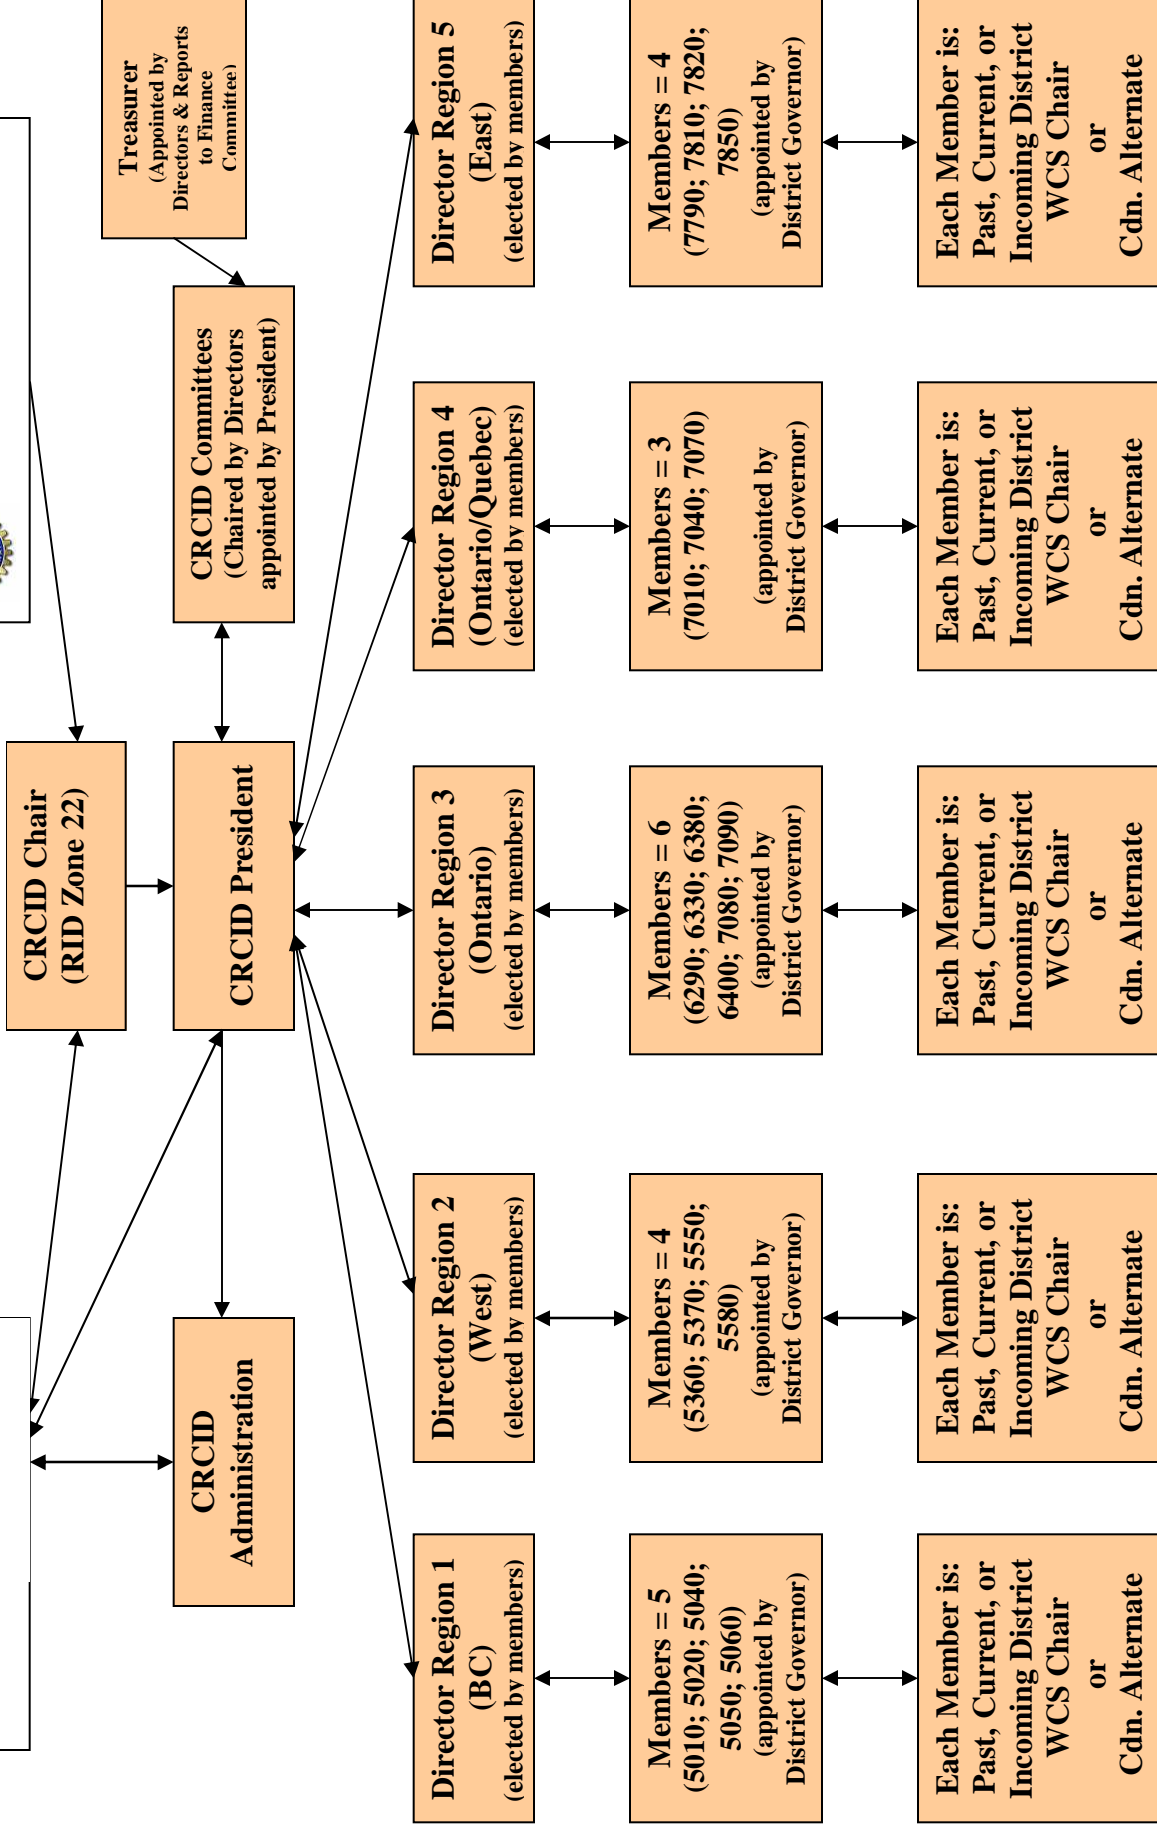 CRCID Chair
(RID Zone 22)
Treasurer
(Appointed by
Directors & Reports
to Finance
Committee)
CRCID
Administration
CRCID President
CRCID Committees
(Chaired by Directors
appointed by President)
Director Region 1
(BC)
(elected by members)
Director Region 2
(West)
(elected by members)
Director Region 3
(Ontario)
(elected by members)
Director Region 4
(Ontario/Quebec)
(elected by members)
Director Region 5
(East)
(elected by members)
Members = 5
(5010; 5020; 5040;
5050; 5060)
(appointed by
District Governor)
Members = 4
(5360; 5370; 5550;
5580)
(appointed by
District Governor)
Members = 6
(6290; 6330; 6380;
6400; 7080; 7090)
(appointed by
District Governor)
Members = 3
(7010; 7040; 7070)
(appointed by
District Governor)
Members = 4
(7790; 7810; 7820;
7850)
(appointed by
District Governor)
Each Member is:
Past, Current, or
Incoming District
WCS Chair
or
Cdn. Alternate
Each Member is:
Past, Current, or
Incoming District
WCS Chair
or
Cdn. Alternate
Each Member is:
Past, Current, or
Incoming District
WCS Chair
or
Cdn. Alternate
Each Member is:
Past, Current, or
Incoming District
WCS Chair
or
Cdn. Alternate
Each Member is:
Past, Current, or
Incoming District
WCS Chair
or
Cdn. Alternate